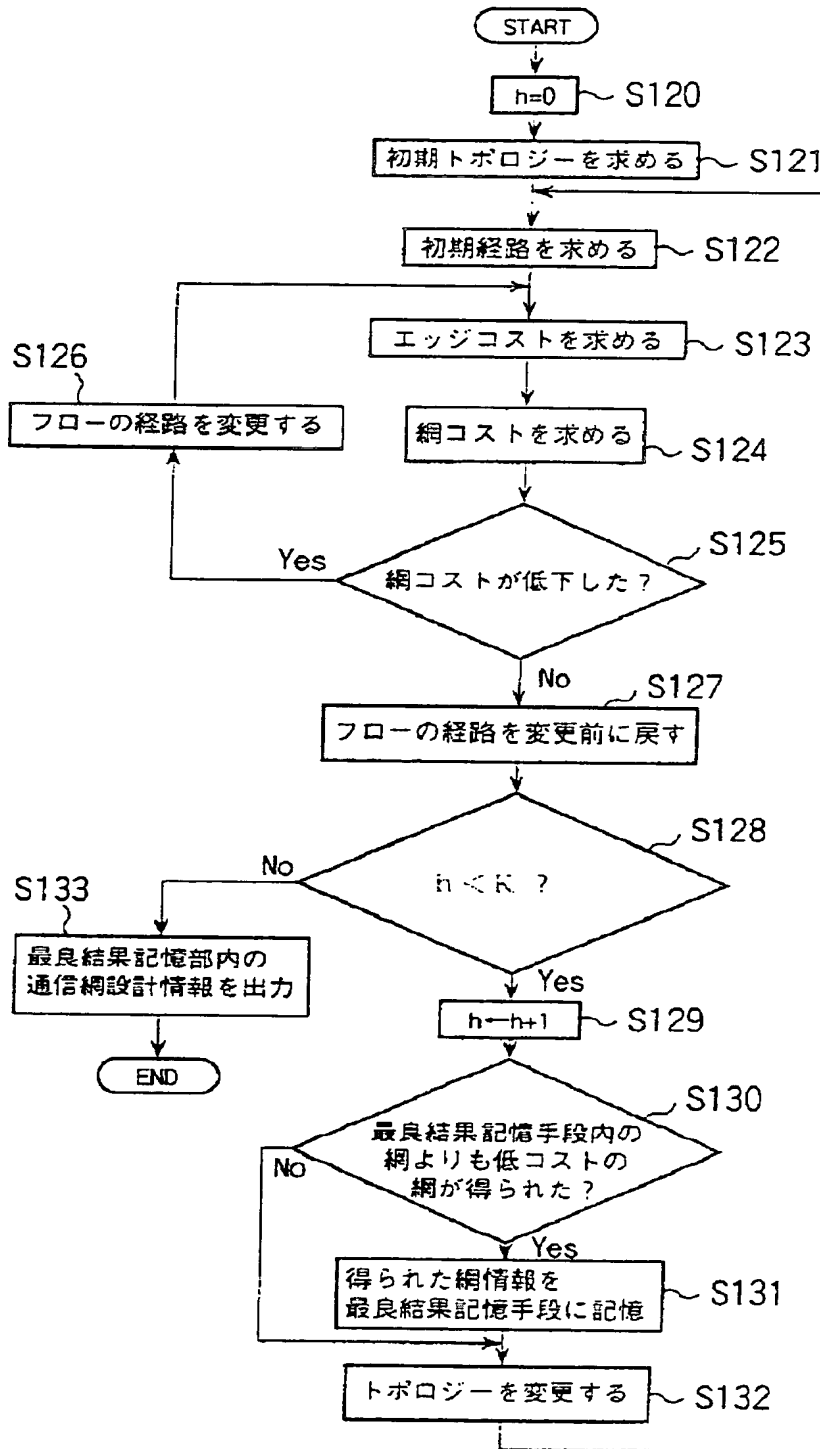 START
h=0
S120
初期トポロジーを求める
S121
初期経路を求める
S122
エッジコストを求める
S123
S126
フローの経路を変更する
網コストを求める
S124
S125
Yes
網コストが低下した?
No
S127
フローの経路を変更前に戻す
S128
No
h<K ?
S133
最良結果記憶部内の
通信網設計情報を出力
Yes
h←h+1
S129
END
S130
最良結果記憶手段内の
網よりも低コストの
網が得られた?
No
Yes
得られた網情報を
最良結果記憶手段に記憶
S131
トポロジーを変更する
S132